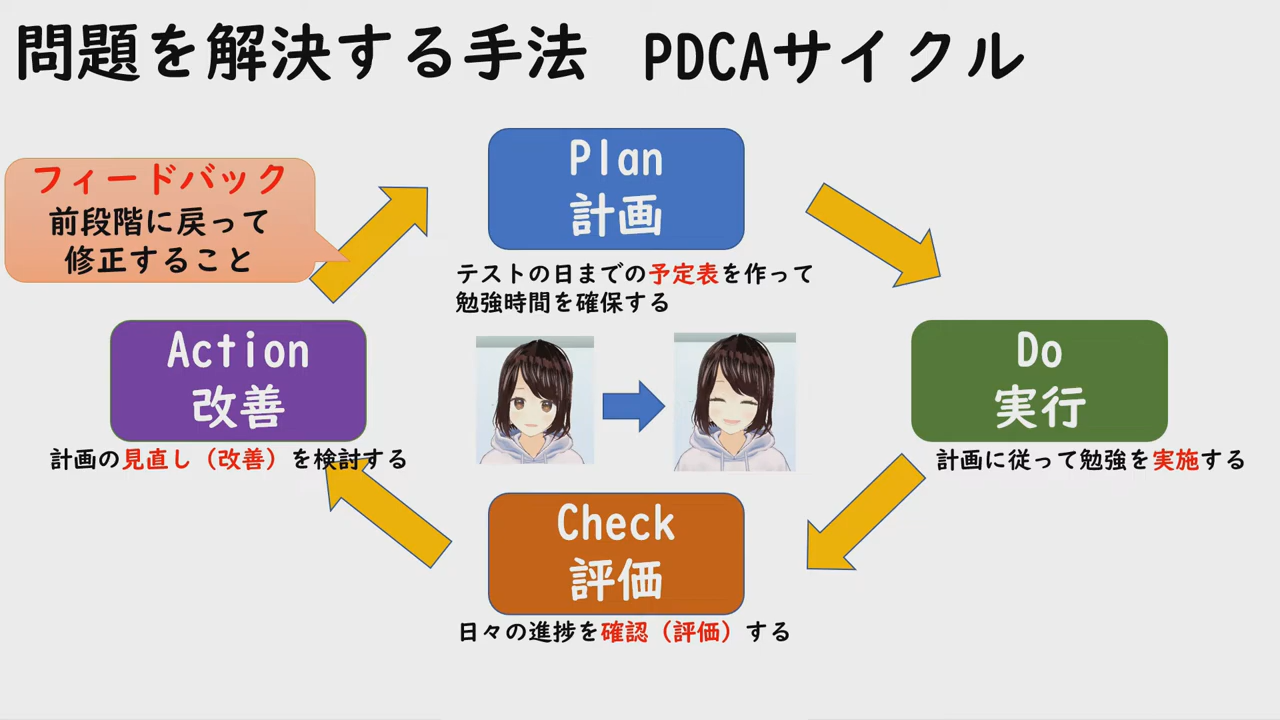 問題を解決する手法　PDCAサイクル
フィードバック
前段階に戻って
修正すること
Plan
計画
テストの日までの予定表を作って
勉強時間を確保する
Action
改善
計画の見直し（改善）を検討する
Do
実行
計画に従って勉強を実施する
Check
評価
日々の進捗を確認（評価）する